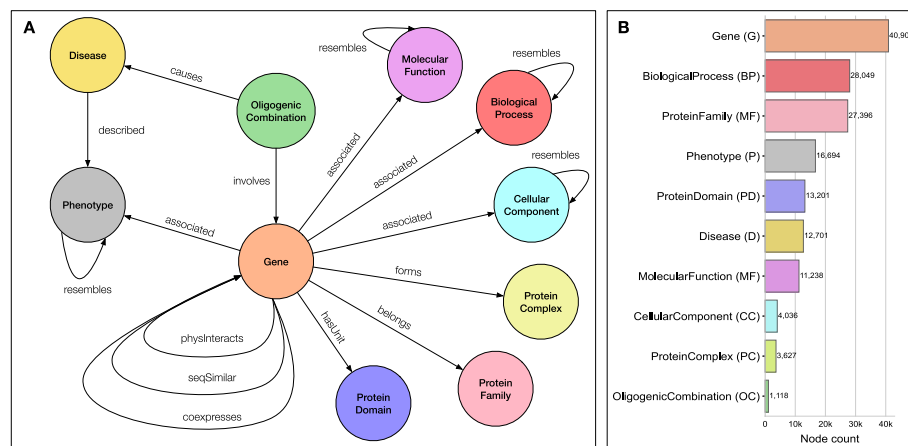 A
Disease
causes
Oligogenic
Combination
described
involves
Phenotype
associated
resembles
Gene
physInteracts
seqSimilar
coexpresses
resembles
Molecular
Function
associated
resembles
Biological
Process
associated
resembles
Cellular
Component
associated
forms
Protein
Complex
belongs
Protein
Family
hasUnit
Protein
Domain
B
Gene (G)
BiologicalProcess (BP) 28,049
ProteinFamily (MF) 27,396
Phenotype (P) 16,694
ProteinDomain (PD) 13,201
Disease (D) 12,701
MolecularFunction (MF) 11,238
CellularComponent (CC) 4,036
ProteinComplex (PC) 3,627
OligogenicCombination (OC) 1,118
0 10k 20k 30k 40k
Node count